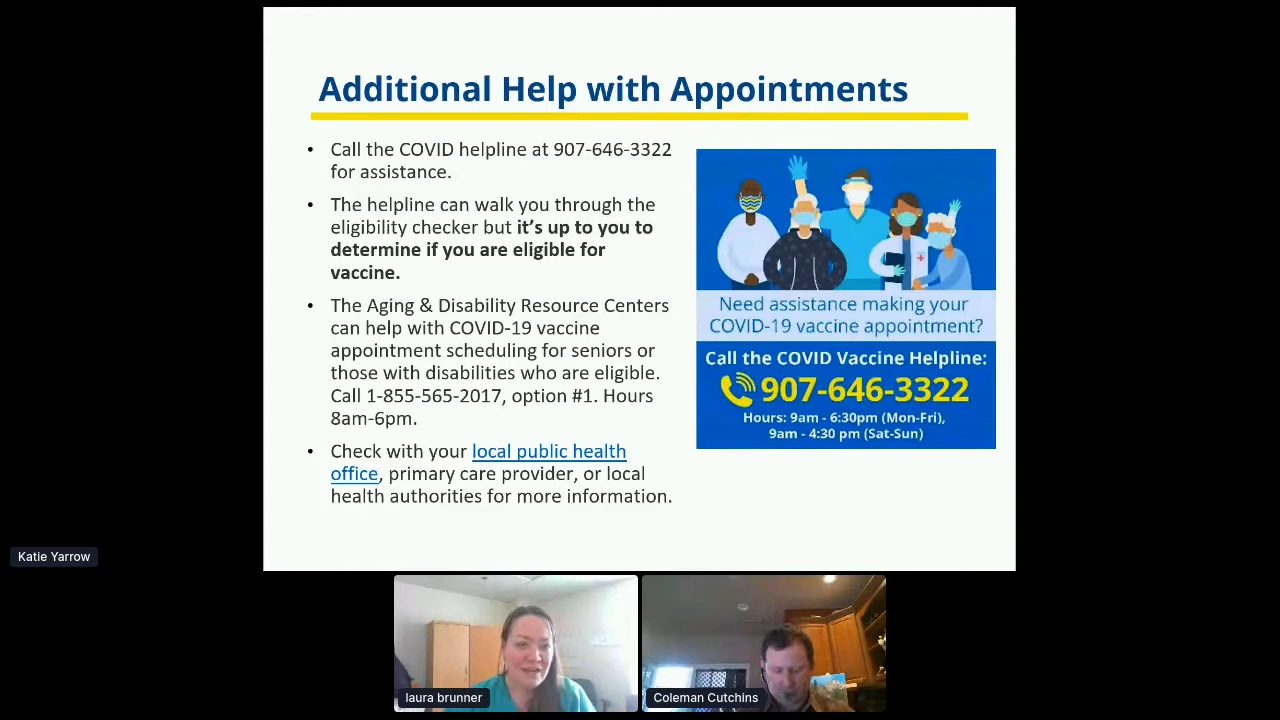 Additional Help with Appointments
• Call the COVID helpline at 907-646-3322
for assistance.
• The helpline can walk you through the
eligibility checker but it’s up to you to
determine if you are eligible for
vaccine.
• The Aging & Disability Resource Centers
can help with COVID-19 vaccine
appointment scheduling for seniors or
those with disabilities who are eligible.
Call 1-855-565-2017, option #1. Hours
8am-6pm.
• Check with your local public health
office, primary care provider, or local
health authorities for more information.
Need assistance making your
COVID-19 vaccine appointment?
Call the COVID Vaccine Helpline:
907-646-3322
Hours: 9am - 6:30pm (Mon-Fri),
9am - 4:30 pm (Sat-Sun)
Katie Yarrow
laura brunner
Coleman Cutchins